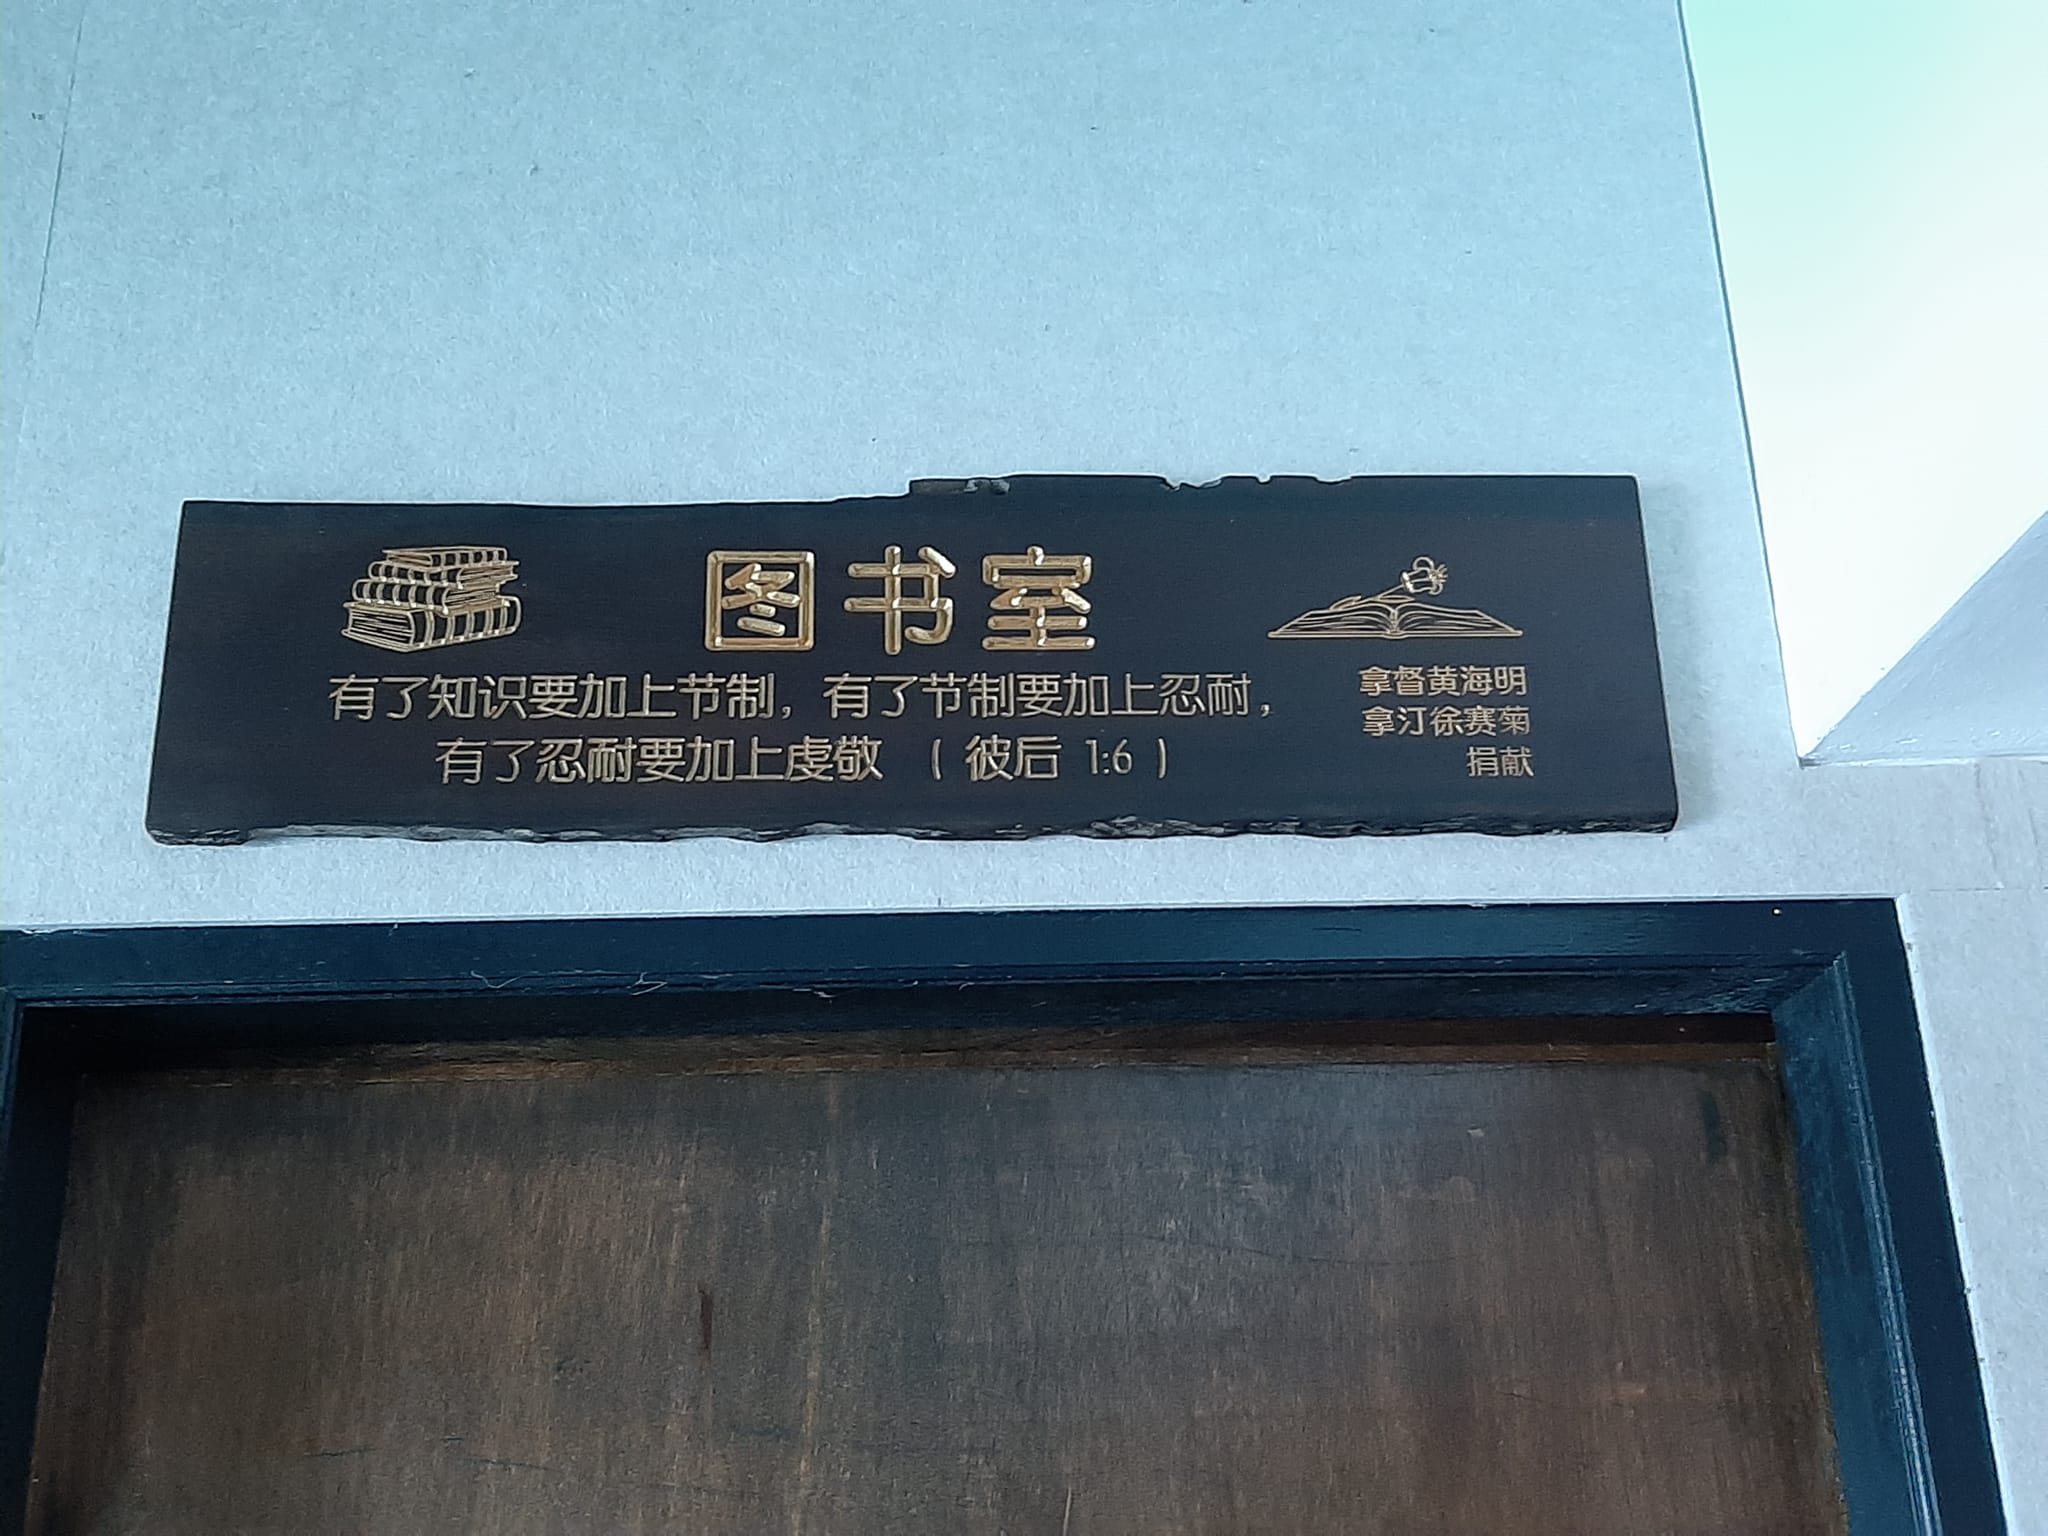 图书室
有了知识要加上节制，有了节制要加上忍耐，
有了忍耐要加上虔敬 （彼后 1:6）
拿督黄海明
拿汀徐赛菊
捐献